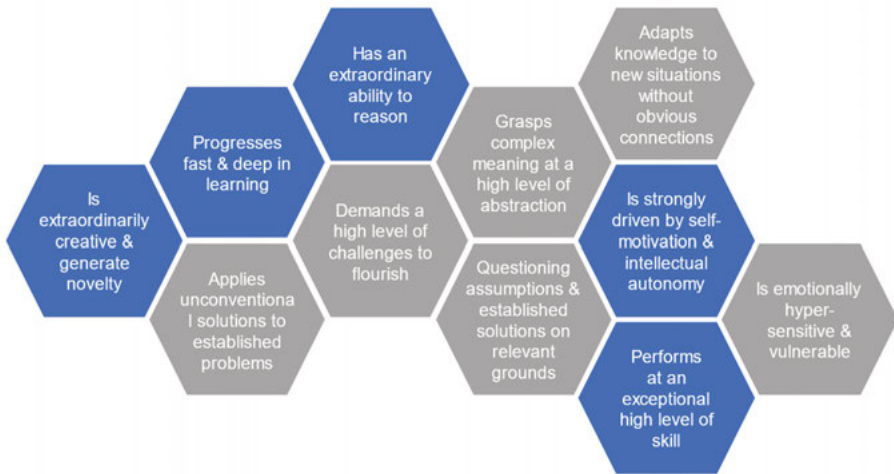 Is
extraordinarily
creative &
generate
novelty
Progresses
fast & deep in
learning
Applies
unconventiona
l solutions to
established
problems
Has an
extraordinary
ability to
reason
Demands a
high level of
challenges to
flourish
Grasps
complex
meaning at a
high level of
abstraction
Questioning
assumptions &
established
solutions on
relevant
grounds
Adapts
knowledge to
new situations
without
obvious
connections
Is strongly
driven by self-
motivation &
intellectual
autonomy
Performs
at an
exceptional
high level of
skill
Is emotionally
hyper-
sensitive &
vulnerable